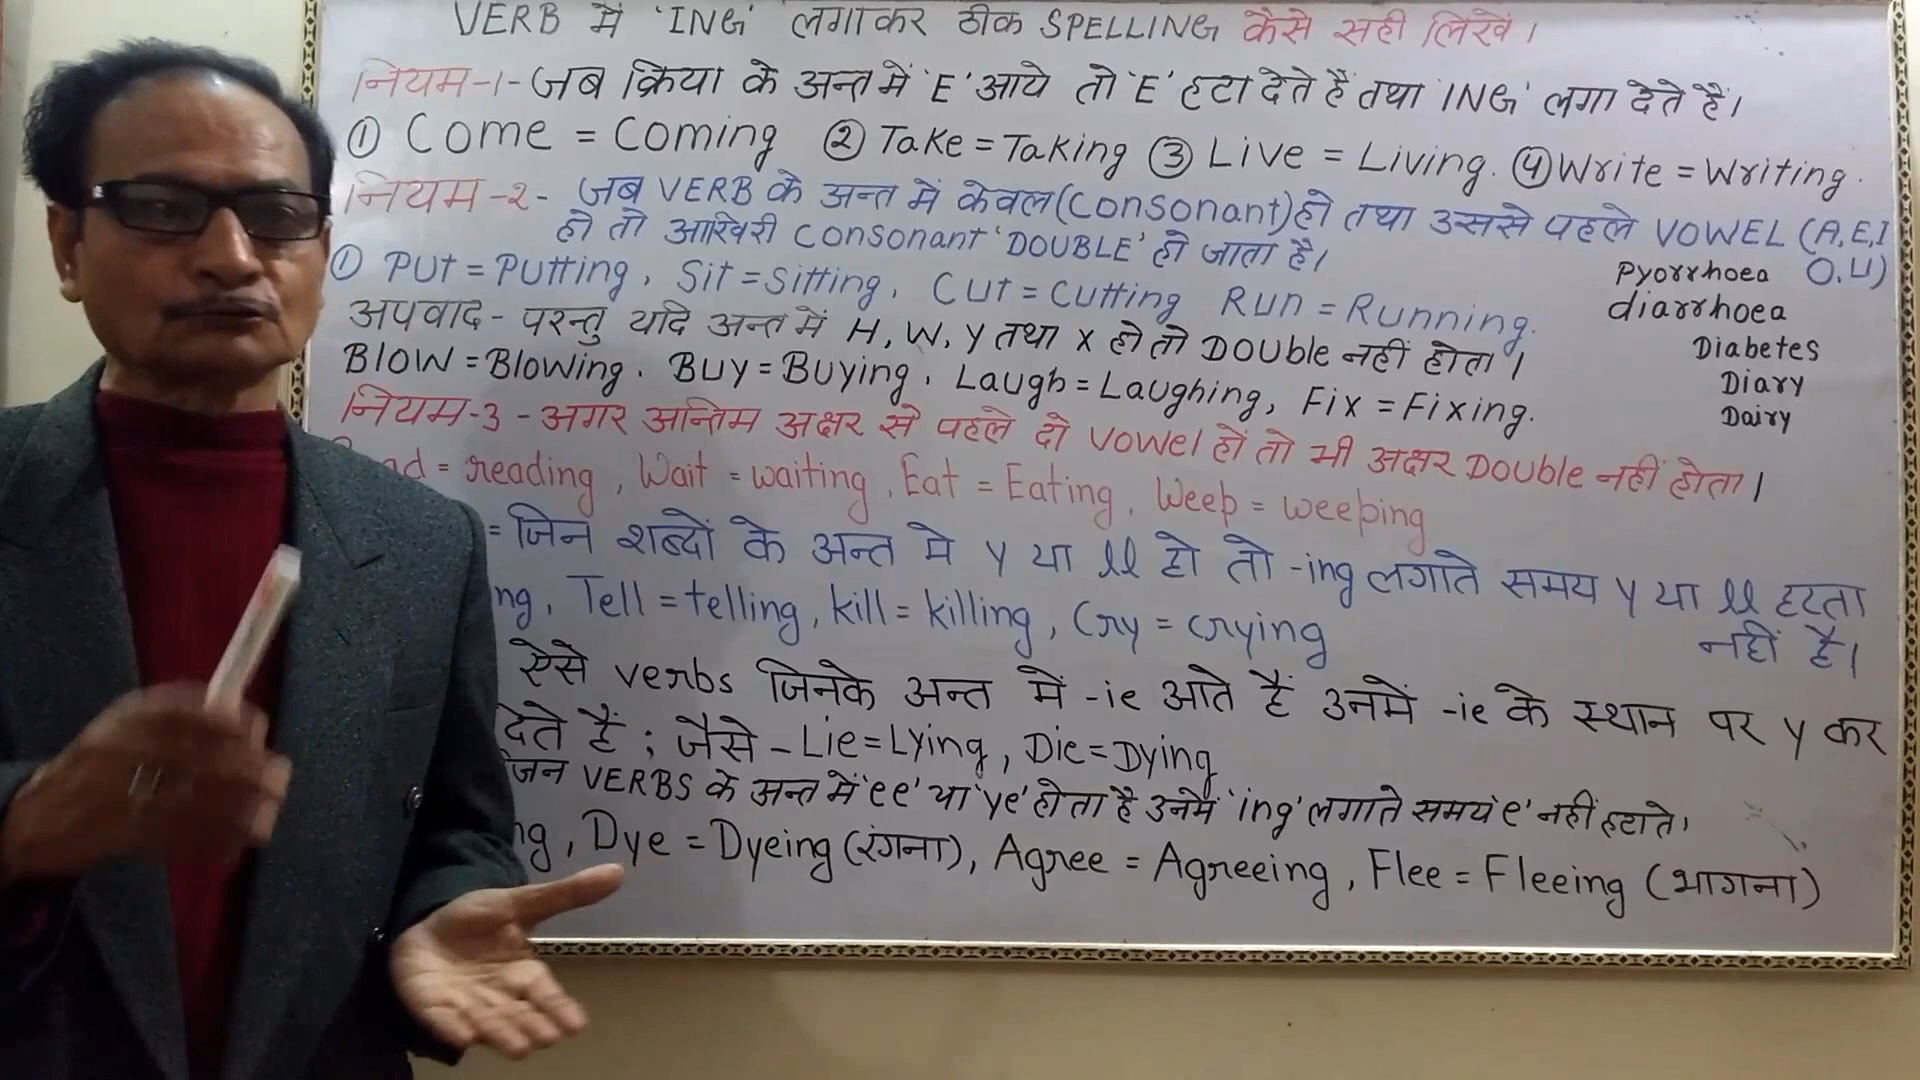 VERB में 'ING' लगाकर ठीक SPELLING कैसे सही लिखें।
नियम-1- जब क्रिया के अन्त में 'E' आये तो 'E' हटा देते हैं तथा 'ING' लगा देते हैं।
① Come = Coming ② Take = Taking ③ Live = Living. ④ Write = Writing.
नियम-2- जब VERB के अन्त में केवल (Consonant) हो तथा उससे पहले VOWEL (A,E,I
हो तो आखिरी Consonant 'DOUBLE' हो जाता है। O,U)
① Put = Putting, Sit = Sitting, Cut = Cutting Run = Running.
Pyorrhoea
diarrhoea
Diabetes
Diary
Dairy
अपवाद - परन्तु यदि अन्त में H, W, Y तथा X हो तो Double नहीं होता।
Blow = Blowing. Buy = Buying, Laugh = Laughing, Fix = Fixing.
नियम-3 - अगर अन्तिम अक्षर से पहले दो Vowel हों तो भी अक्षर Double नहीं होता।
ad = reading, Wait = waiting, Eat = Eating, Weep = weeping
= जिन शब्दों के अन्त मे y या ll हो तो -ing लगाते समय y या ll हटता
नहीं है।
ng, Tell = telling, kill = killing, Cry = crying
ऐसे verbs जिनके अन्त में -ie आते हैं उनमें -ie के स्थान पर y कर
देते हैं; जैसे - Lie = Lying, Die = Dying
जिन VERBS के अन्त में 'ee' या 'ye' होता है उनमें 'ing' लगाते समय 'e' नहीं हटाते।
ng, Dye = Dyeing (रंगना), Agree = Agreeing, Flee = Fleeing (भागना)